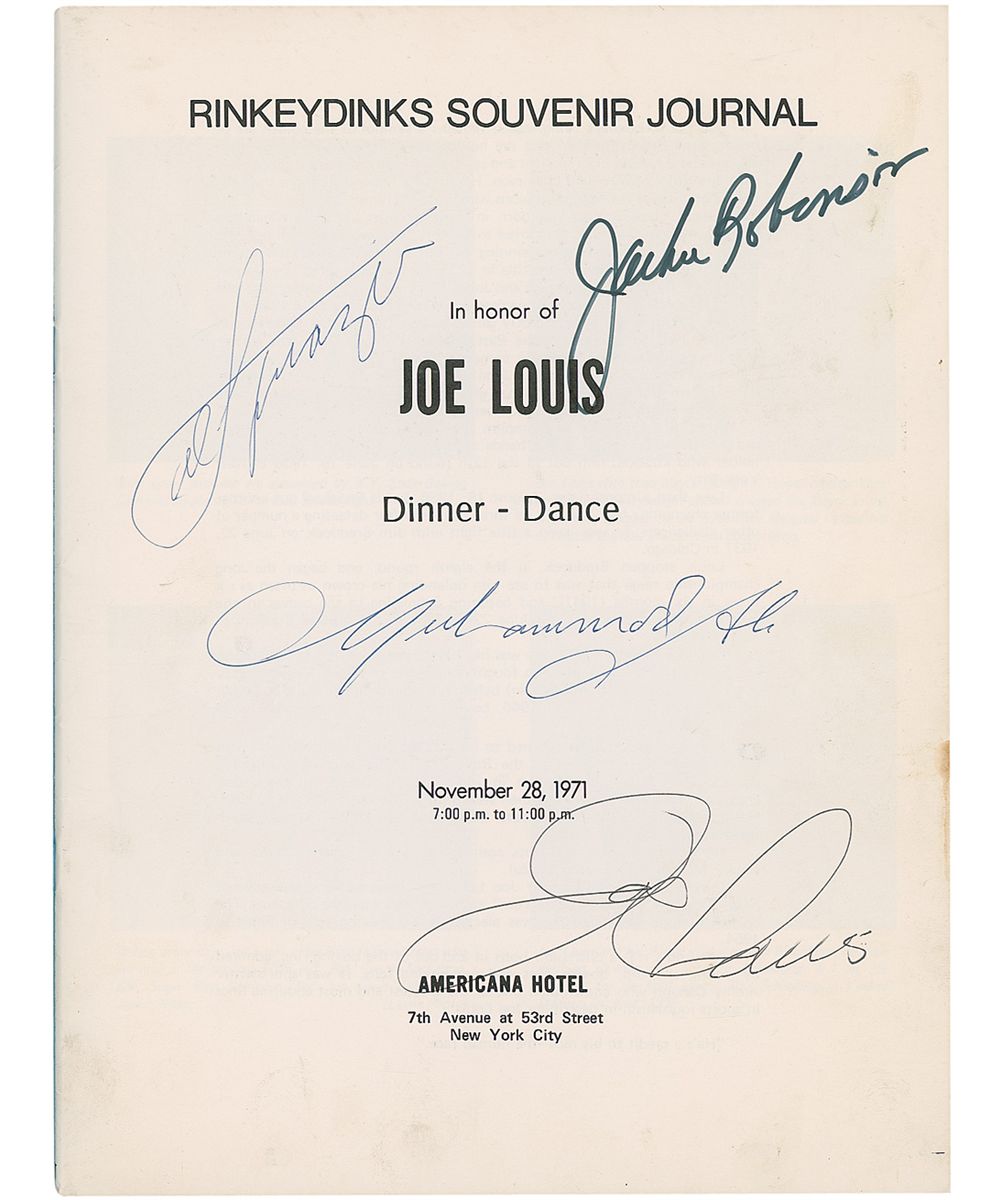 RINKEYDINKS SOUVENIR JOURNAL
Jackie Robinson
In honor of
JOE LOUIS
Dinner - Dance
Muhammad Ali
November 28, 1971
7:00 p.m. to 11:00 p.m.
Joe Louis
AMERICANA HOTEL
7th Avenue at 53rd Street
New York City